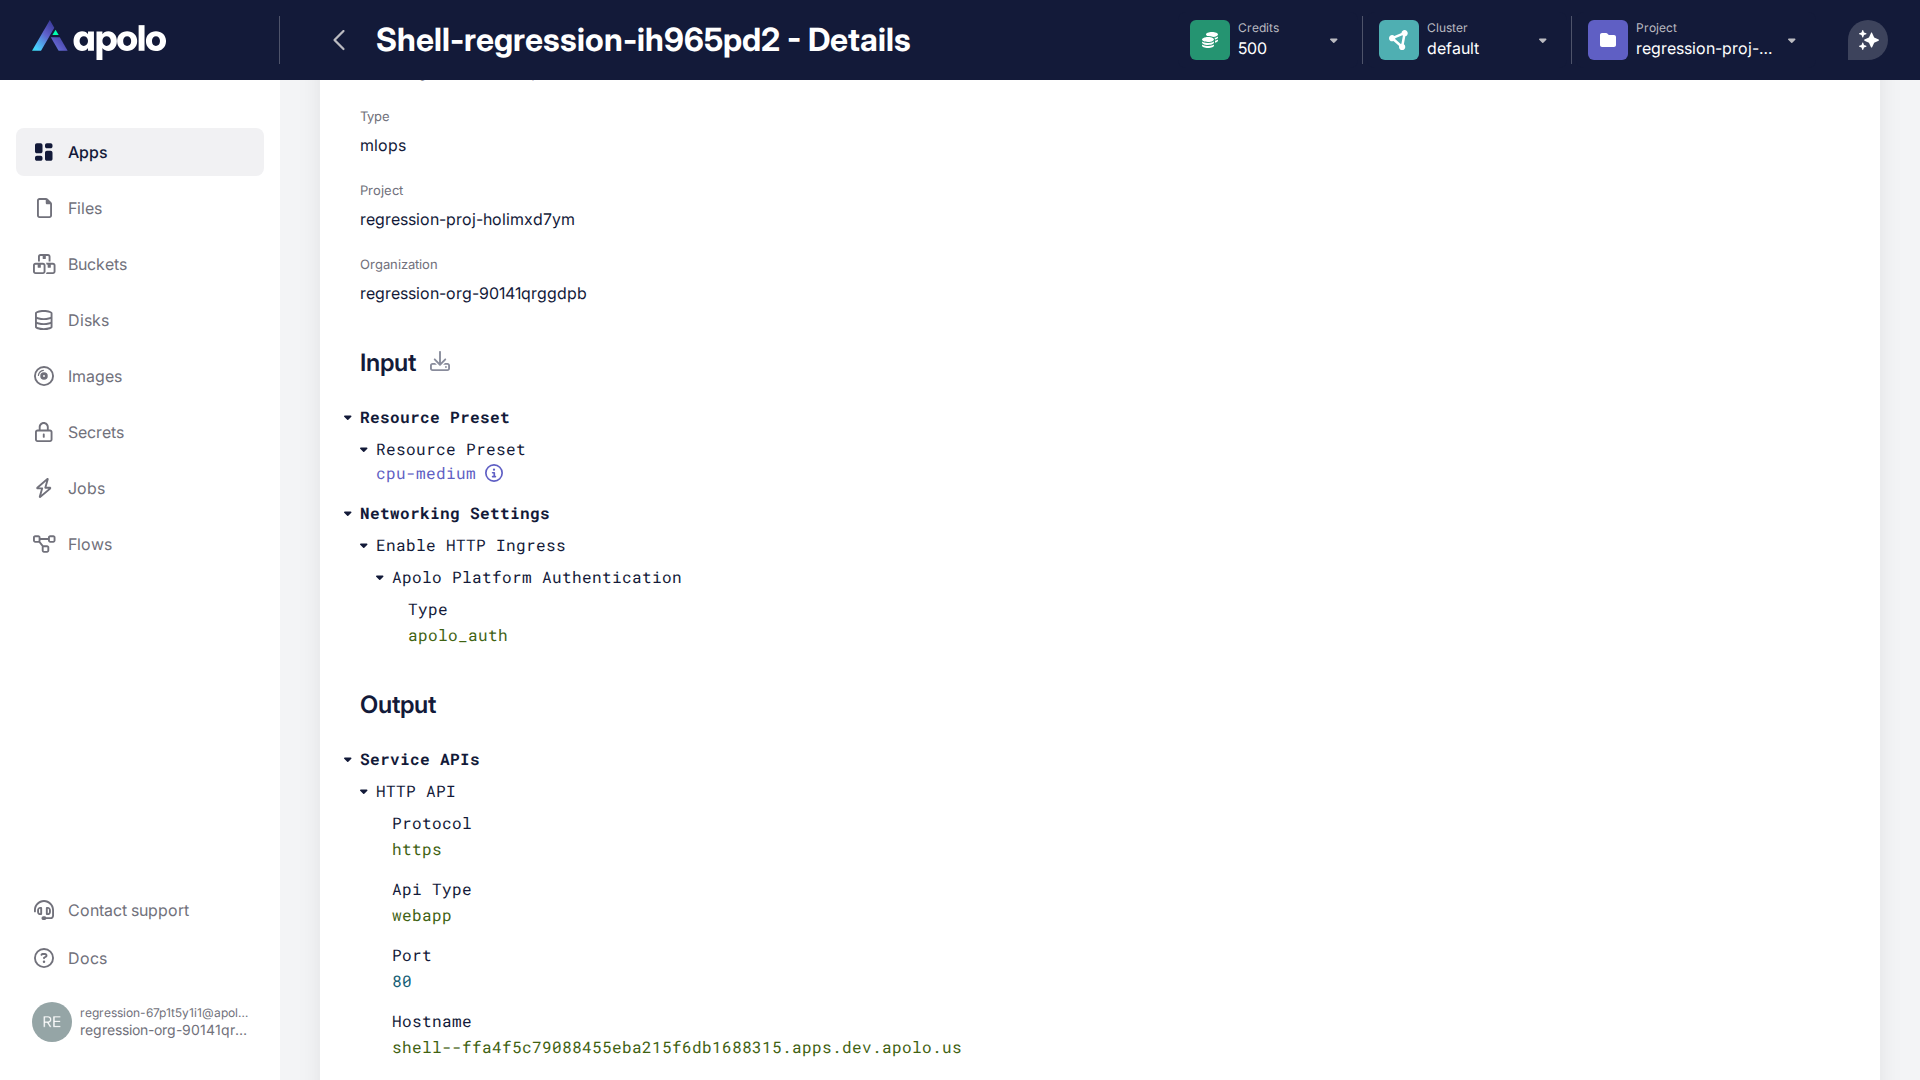 apolo
Shell-regression-ih965pd2 - Details
Credits
500
Cluster
default
Project
regression-proj-...
Apps
Files
Buckets
Disks
Images
Secrets
Jobs
Flows
Contact support
Docs
RE
regression-67p1t5y1i1@apol...
regression-org-90141qr...
Type
mlops
Project
regression-proj-holimxd7ym
Organization
regression-org-90141qrggdpb
Input
Resource Preset
Resource Preset
cpu-medium
Networking Settings
Enable HTTP Ingress
Apolo Platform Authentication
Type
apolo_auth
Output
Service APIs
HTTP API
Protocol
https
Api Type
webapp
Port
80
Hostname
shell--ffa4f5c79088455eba215f6db1688315.apps.dev.apolo.us